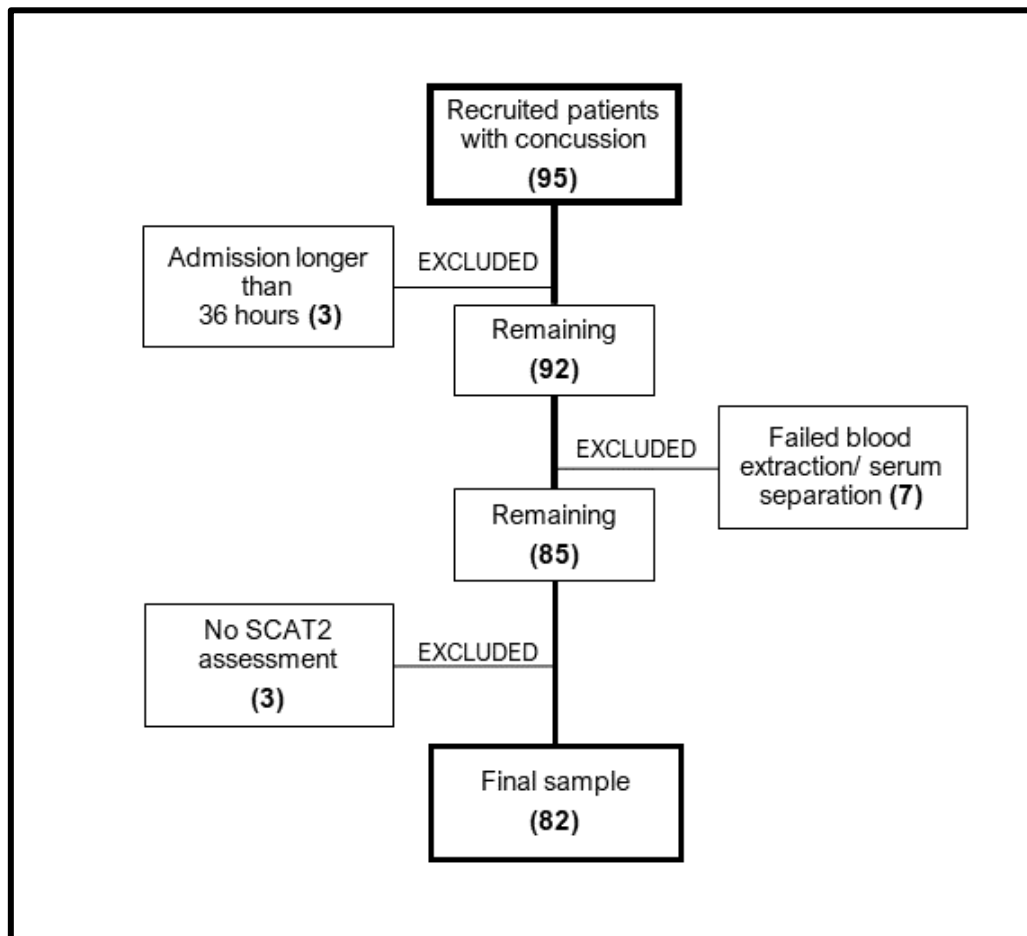 Recruited patients
with concussion
(95)
EXCLUDED
Admission longer
than
36 hours (3)
Remaining
(92)
EXCLUDED
Failed blood
extraction/ serum
separation (7)
Remaining
(85)
EXCLUDED
No SCAT2
assessment
(3)
Final sample
(82)